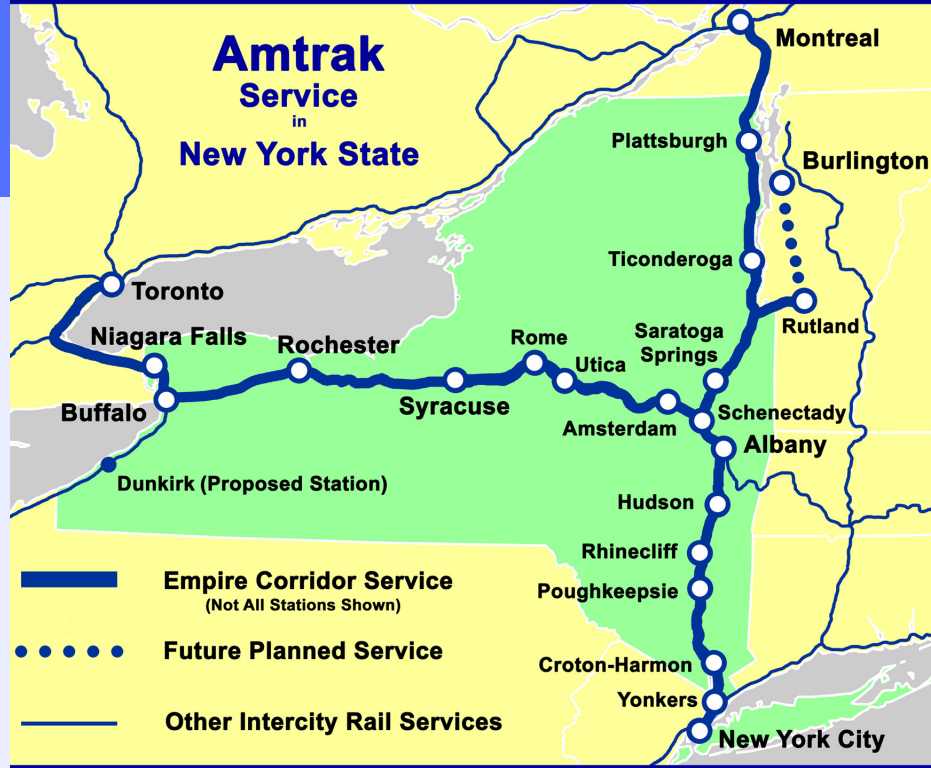 Amtrak
Service
in
New York State
Montreal
Plattsburgh
Burlington
Ticonderoga
Toronto
Rutland
Saratoga
Springs
Niagara Falls
Rochester
Rome
Utica
Buffalo
Syracuse
Amsterdam
Schenectady
Albany
Dunkirk (Proposed Station)
Hudson
Rhinecliff
Poughkeepsie
Croton-Harmon
Yonkers
New York City
Empire Corridor Service
(Not All Stations Shown)
Future Planned Service
Other Intercity Rail Services